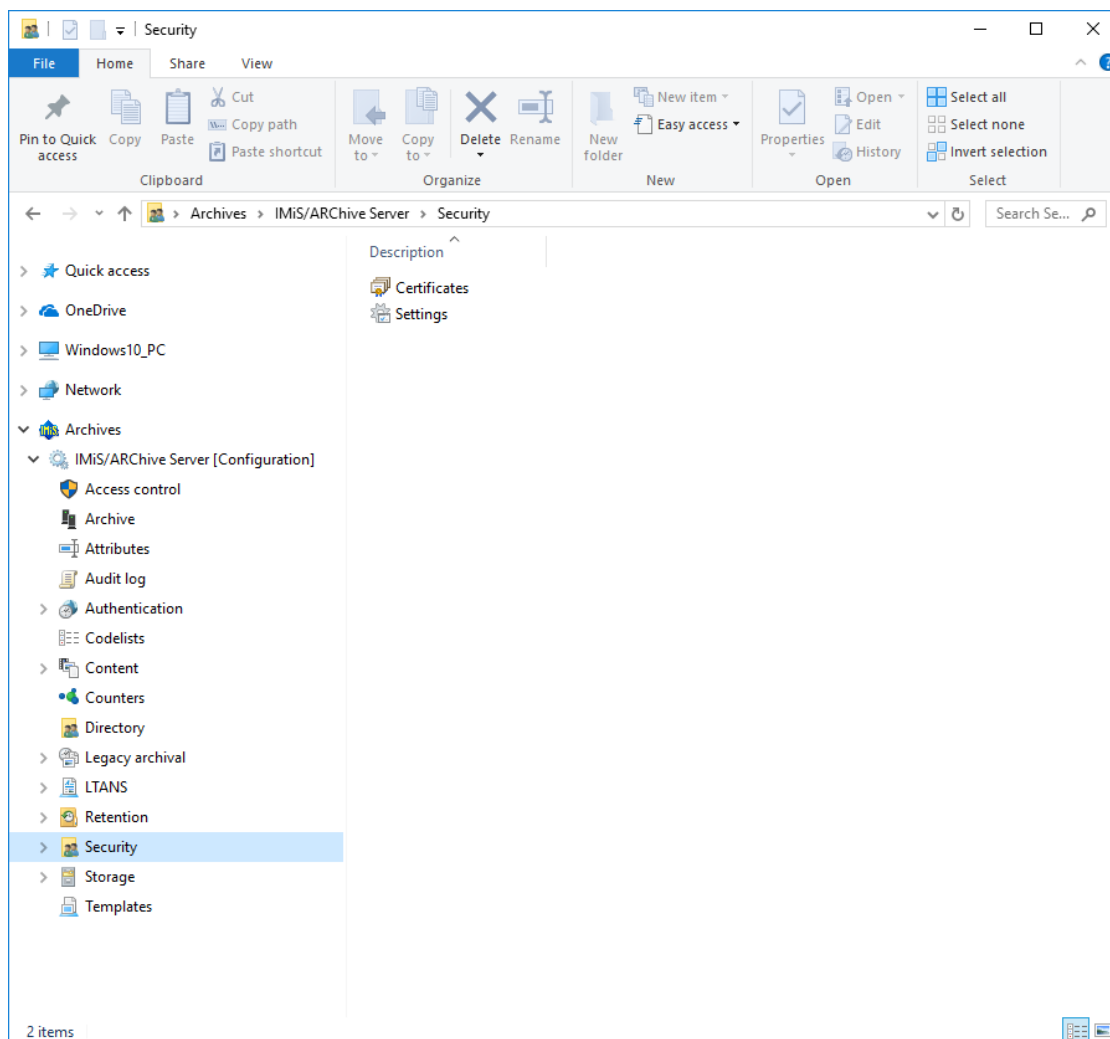 Security
File Home Share View
Pin to Quick access
Copy
Paste
Cut
Copy path
Paste shortcut
Clipboard
Move to
Copy to
Delete
Rename
Organize
New folder
New item
Easy access
New
Properties
Open
Edit
History
Open
Select all
Select none
Invert selection
Select
Archives > IMiS/ARChive Server > Security
Search Se...
Description
Certificates
Settings
Quick access
OneDrive
Windows10_PC
Network
Archives
IMiS/ARChive Server [Configuration]
Access control
Archive
Attributes
Audit log
Authentication
Codelists
Content
Counters
Directory
Legacy archival
LTANS
Retention
Security
Storage
Templates
2 items